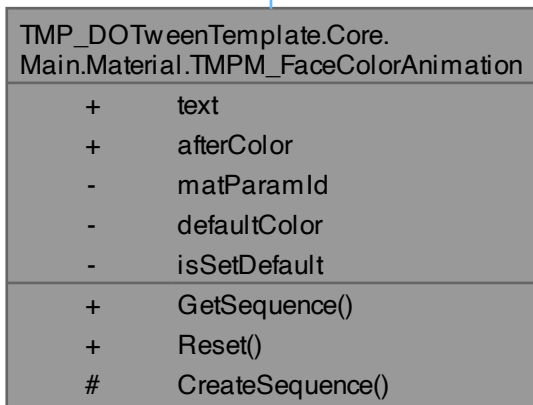 TMP_DOTweenTemplate.Core.
Main.Material.TMPM_FaceColorAnimation
+ text
+ afterColor
- matParamId
- defaultColor
- isSetDefault
+ GetSequence()
+ Reset()
# CreateSequence()